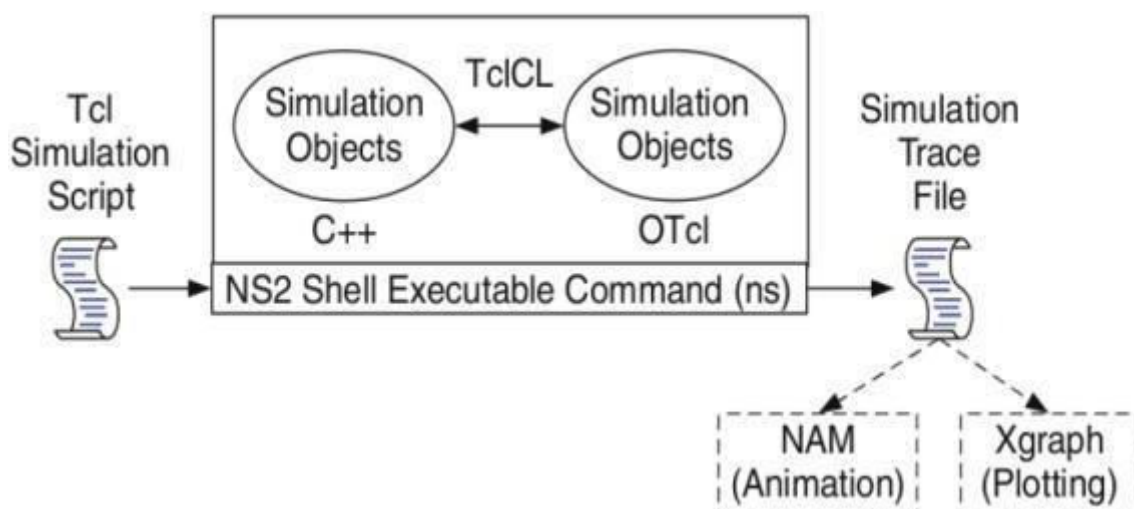 Tcl
Simulation
Script
TclCL
Simulation
Objects
C++
Simulation
Objects
OTcl
NS2 Shell Executable Command (ns)
Simulation
Trace
File
NAM
(Animation)
Xgraph
(Plotting)